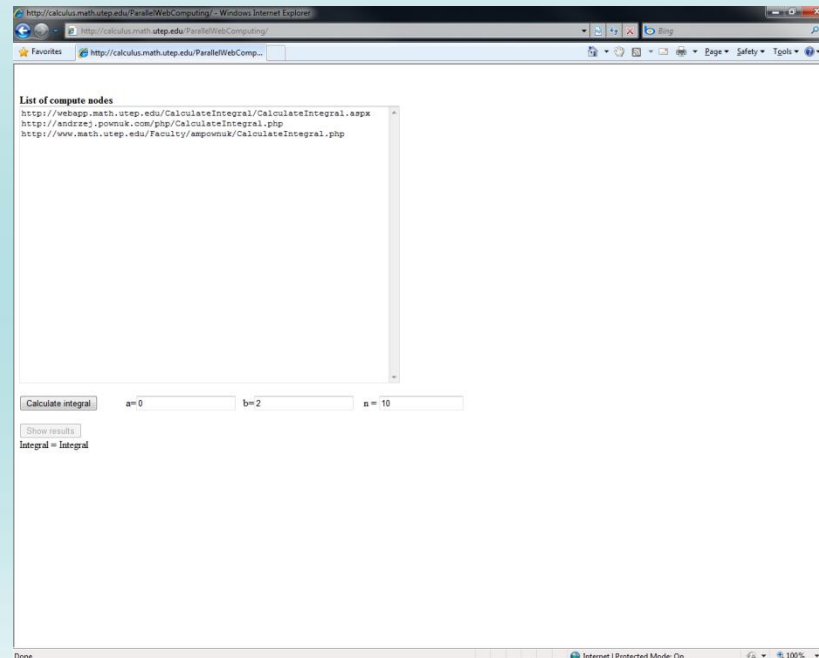 http://calculus.math.utep.edu/ParallelWebComputing/ - Windows Internet Explorer
http://calculus.math.utep.edu/ParallelWebComputing/
Bing
Favorites
http://calculus.math.utep.edu/ParallelWebComp...
Page Safety Tools
List of compute nodes
http://webapp.math.utep.edu/CalculateIntegral/CalculateIntegral.aspx
http://andrzej.pownuk.com/php/CalculateIntegral.php
http://www.math.utep.edu/Faculty/ampownuk/CalculateIntegral.php
Calculate integral a= 0 b= 2 n = 10
Show results
Integral = Integral
Done Internet | Protected Mode: On 100%